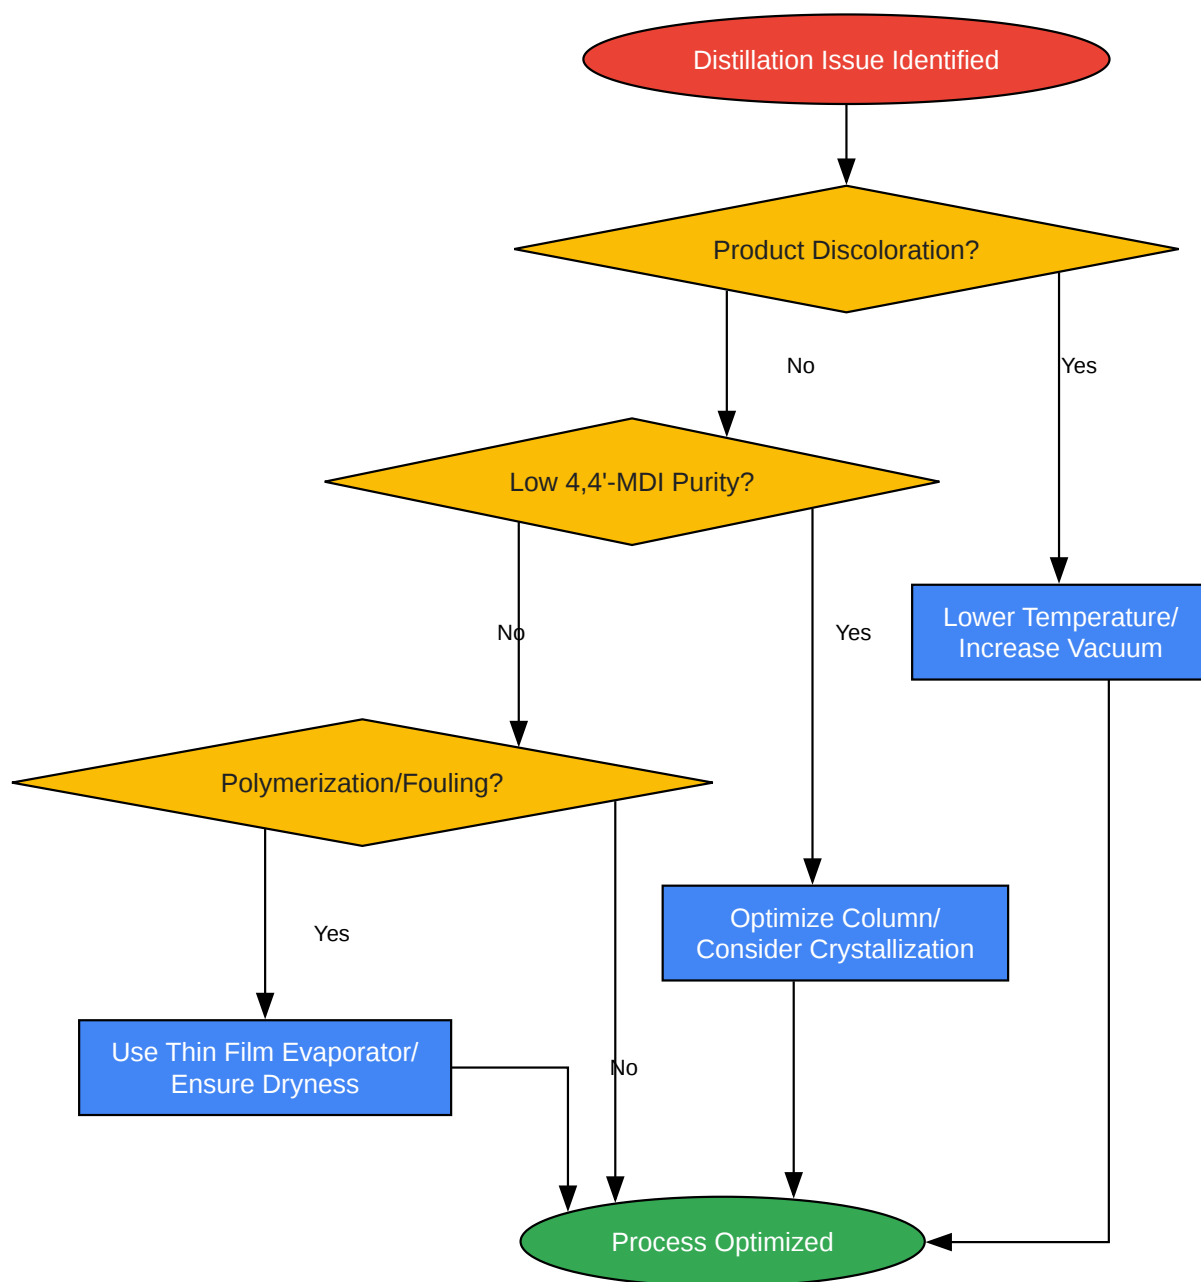 Distillation Issue Identified
Product Discoloration?
No
Yes
Low 4,4'-MDI Purity?
Lower Temperature/
Increase Vacuum
No
Yes
Polymerization/Fouling?
Optimize Column/
Consider Crystallization
Yes
Use Thin Film Evaporator/
Ensure Dryness
No
Process Optimized